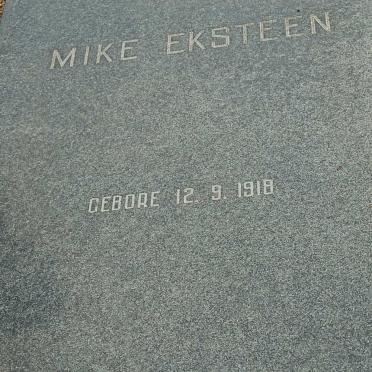 MIKE EKSTEEN
GEBORE 12. 9. 1918